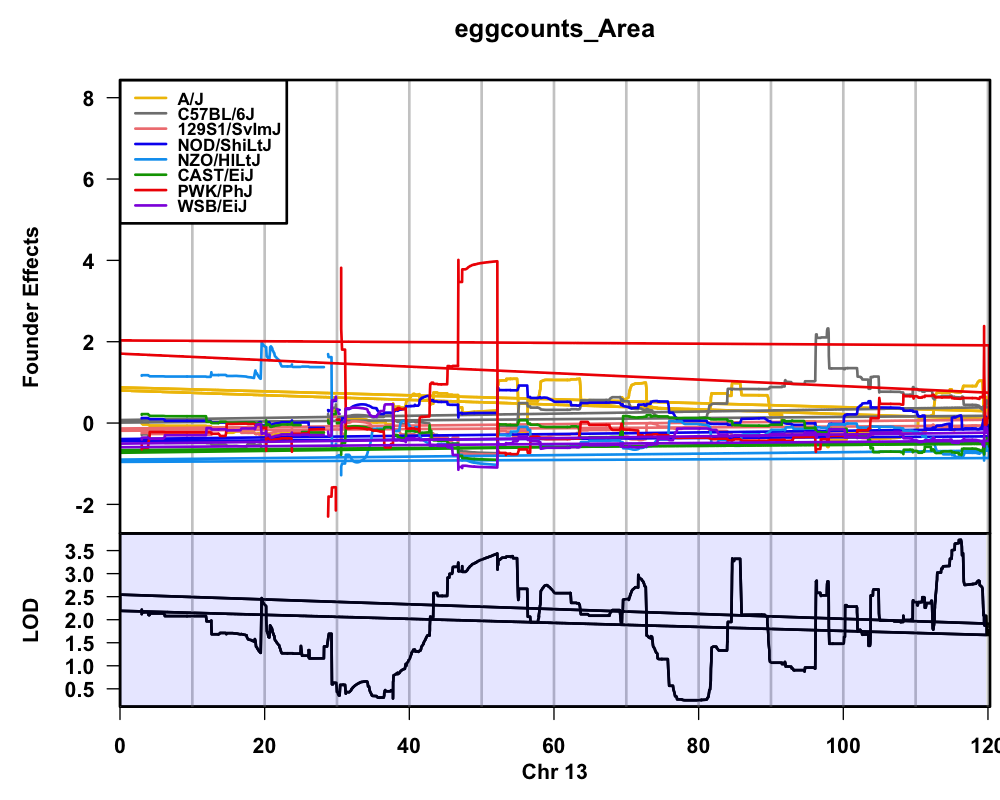 eggcounts_Area
Founder Effects
8
6
4
2
0
-2
A/J
C57BL/6J
129S1/SvImJ
NOD/ShiLtJ
NZO/HlLtJ
CAST/EiJ
PWK/PhJ
WSB/EiJ
LOD
3.5
3.0
2.5
2.0
1.5
1.0
0.5
0 20 40 60 80 100 120
Chr 13